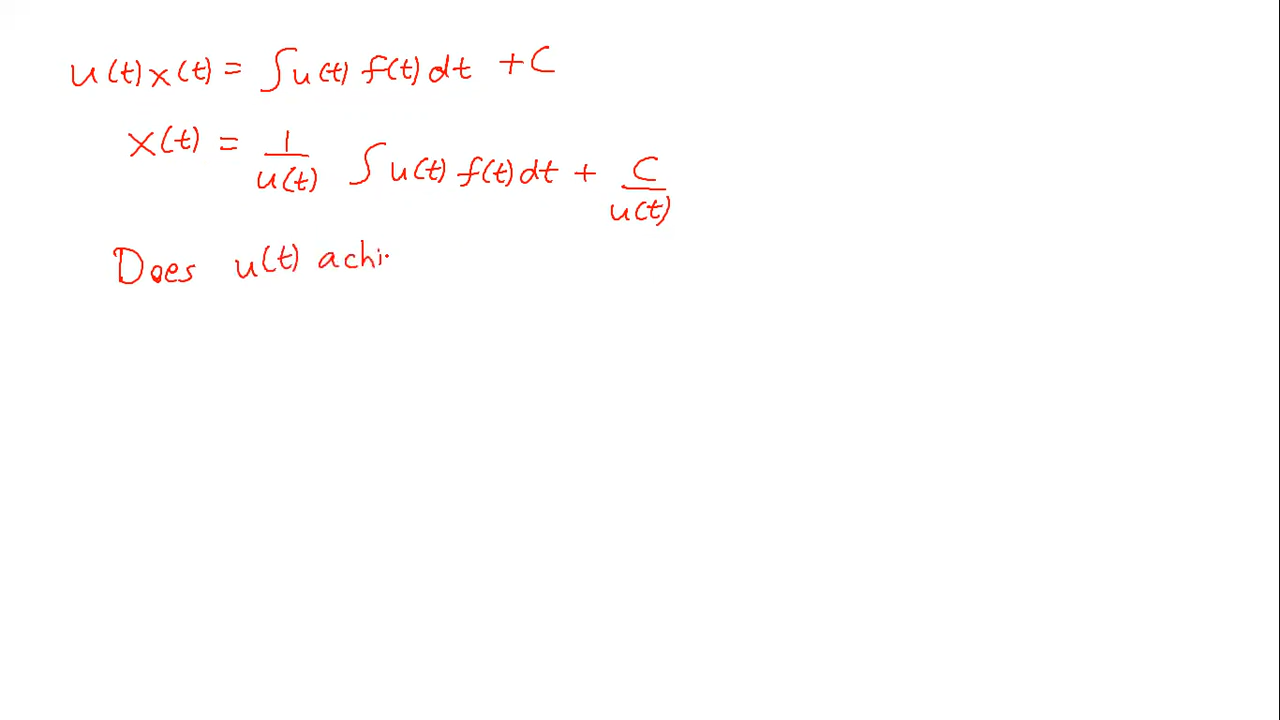 u(t)x(t) = ∫u(t) f(t) dt + C
x(t) = 1/u(t) ∫u(t) f(t) dt + C/u(t)
Does u(t) achi